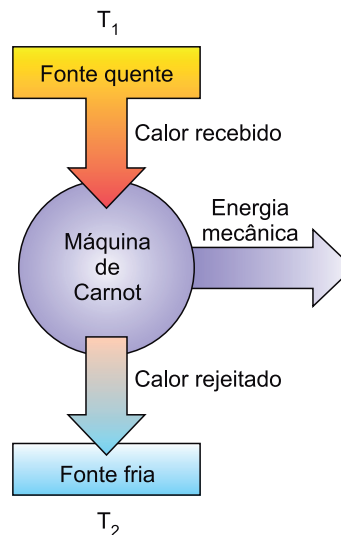 T1
Fonte quente
Calor recebido
Energia
mecânica
Máquina
de
Carnot
Calor rejeitado
Fonte fria
T2